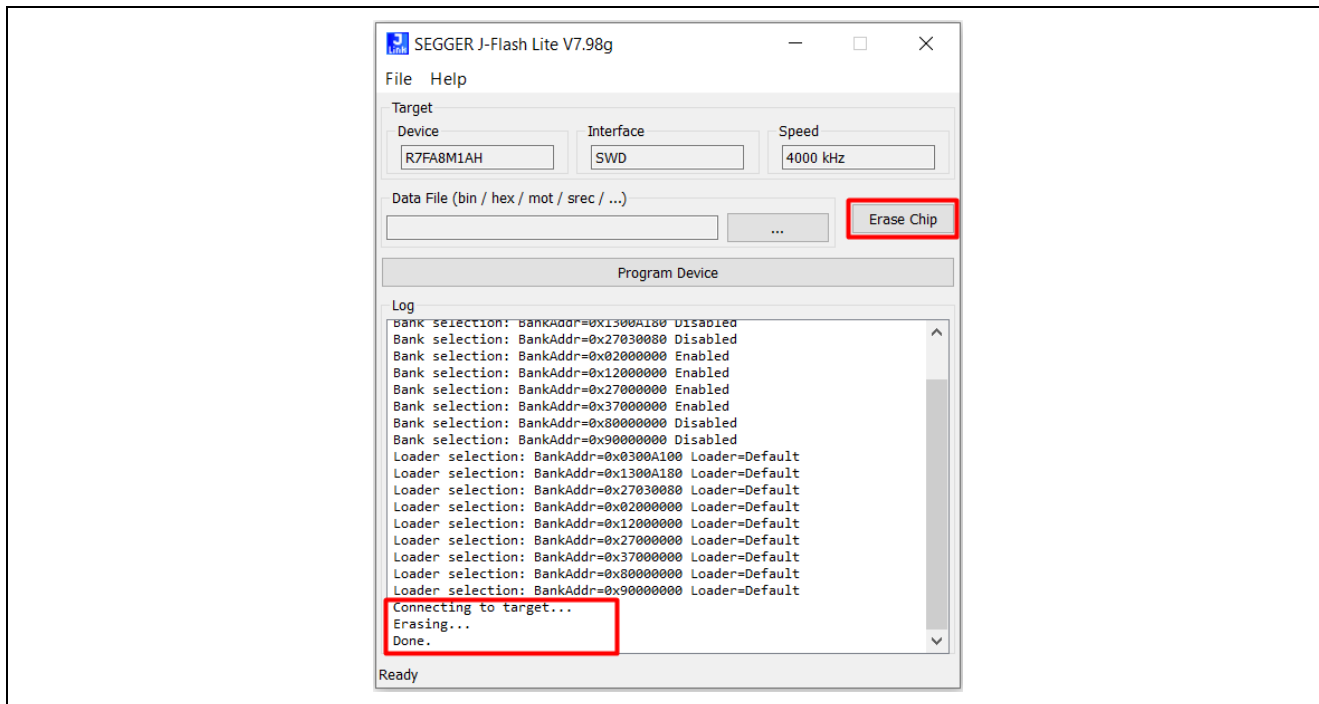 J
Link
SEGGER J-Flash Lite V7.98g
File Help
Target
Device Interface Speed
R7FA8M1AH SWD 4000 kHz
Data File (bin / hex / mot / srec / ...)
... Erase Chip
Program Device
Log
Bank selection: BankAddr=0x1300A180 Disabled
Bank selection: BankAddr=0x27030080 Disabled
Bank selection: BankAddr=0x02000000 Enabled
Bank selection: BankAddr=0x12000000 Enabled
Bank selection: BankAddr=0x27000000 Enabled
Bank selection: BankAddr=0x37000000 Enabled
Bank selection: BankAddr=0x80000000 Disabled
Bank selection: BankAddr=0x90000000 Disabled
Loader selection: BankAddr=0x0300A100 Loader=Default
Loader selection: BankAddr=0x1300A180 Loader=Default
Loader selection: BankAddr=0x27030080 Loader=Default
Loader selection: BankAddr=0x02000000 Loader=Default
Loader selection: BankAddr=0x12000000 Loader=Default
Loader selection: BankAddr=0x27000000 Loader=Default
Loader selection: BankAddr=0x37000000 Loader=Default
Loader selection: BankAddr=0x80000000 Loader=Default
Loader selection: BankAddr=0x90000000 Loader=Default
Connecting to target...
Erasing...
Done.
Ready